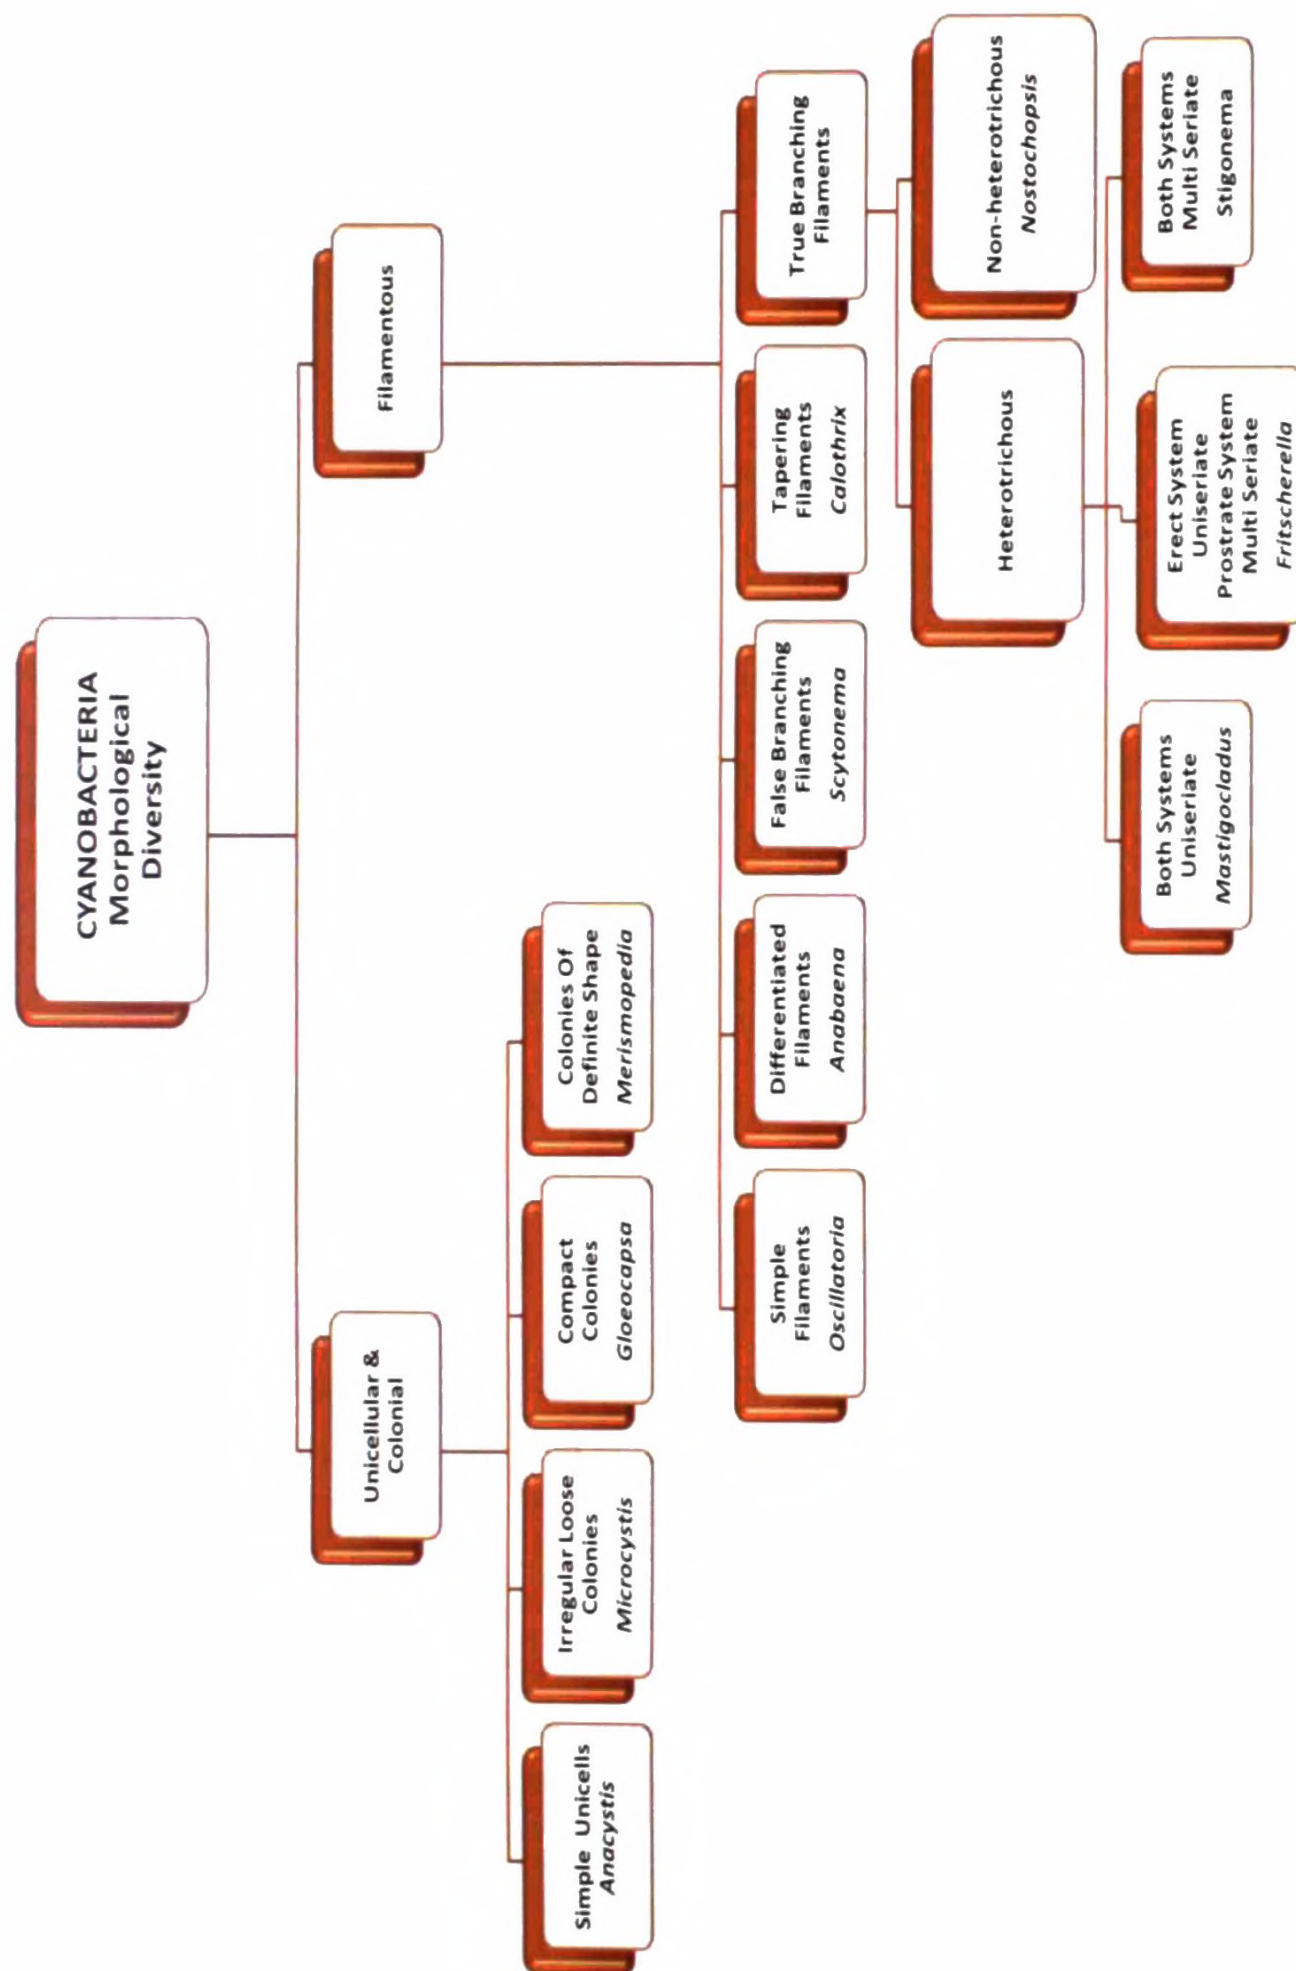 CYANOBACTERIA
Morphological
Diversity
Unicellular &
Colonial
Filamentous
Simple Unicells
Anacystis
Irregular Loose
Colonies
Microcystis
Compact
Colonies
Gloeocapsa
Colonies Of
Definite Shape
Merismopedia
Simple
Filaments
Oscillatoria
Differentiated
Filaments
Anabaena
False Branching
Filaments
Scytonema
Tapering
Filaments
Calothrix
True Branching
Filaments
Heterotrichous
Non-heterotrichous
Nostochopsis
Both Systems
Uniseriate
Mastigocladus
Erect System
Uniseriate
Prostrate System
Multi Seriate
Fritscherella
Both Systems
Multi Seriate
Stigonema